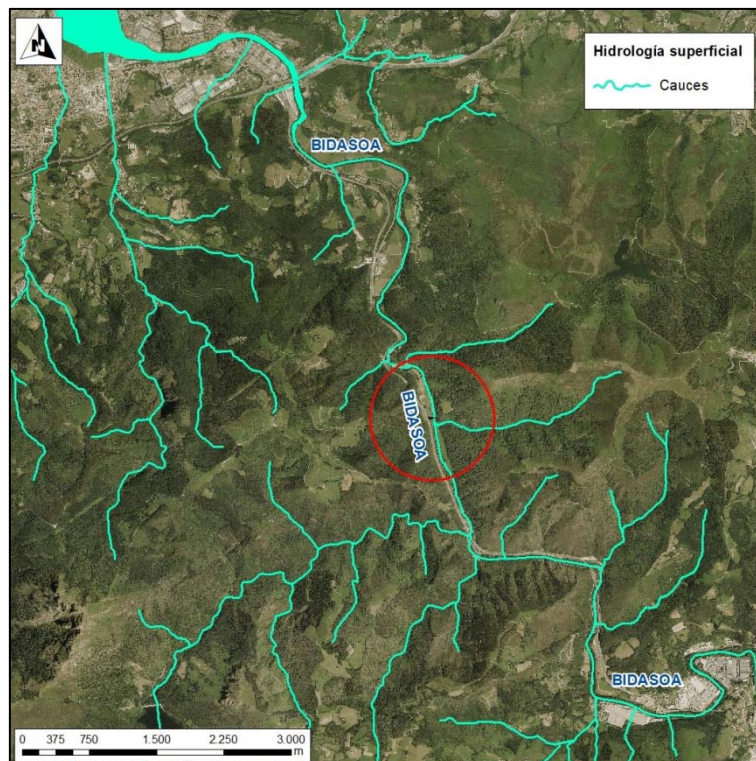 N
Hidrología superficial
Cauces
BIDASOA
BIDASOA
BIDASOA
0 375 750 1.500 2.250 3.000
m